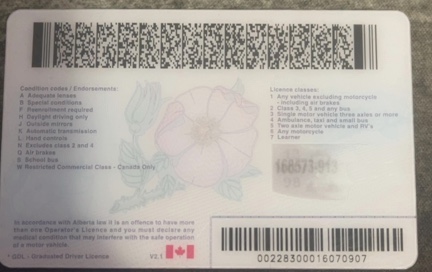 Condition codes / Endorsements:
A Adequate lenses
B Special conditions
F Periodic required
H Daylight driving only
J Outside mirrors
K Automatic transmission
L Hand controls
N Excludes class 2 and 4
Q Air brakes
S School bus
W Restricted Commercial Class - Canada Only
Licence classes:
1 Any vehicle excluding motorcycle
- including air brakes
2 Class 3, 4, 5 and any bus
3 Single motor vehicle three axles or more
4 Ambulance, taxi and small bus
5 Two axle motor vehicle and RV's
6 Any motorcycle
7 Learner
168573-913
In accordance with Alberta law it is an offence to have more
than one Operator's Licence and you must declare any
medical condition that may interfere with the safe operation
of a motor vehicle.
* GDL - Graduated Driver Licence
V2.1
00228300016070907